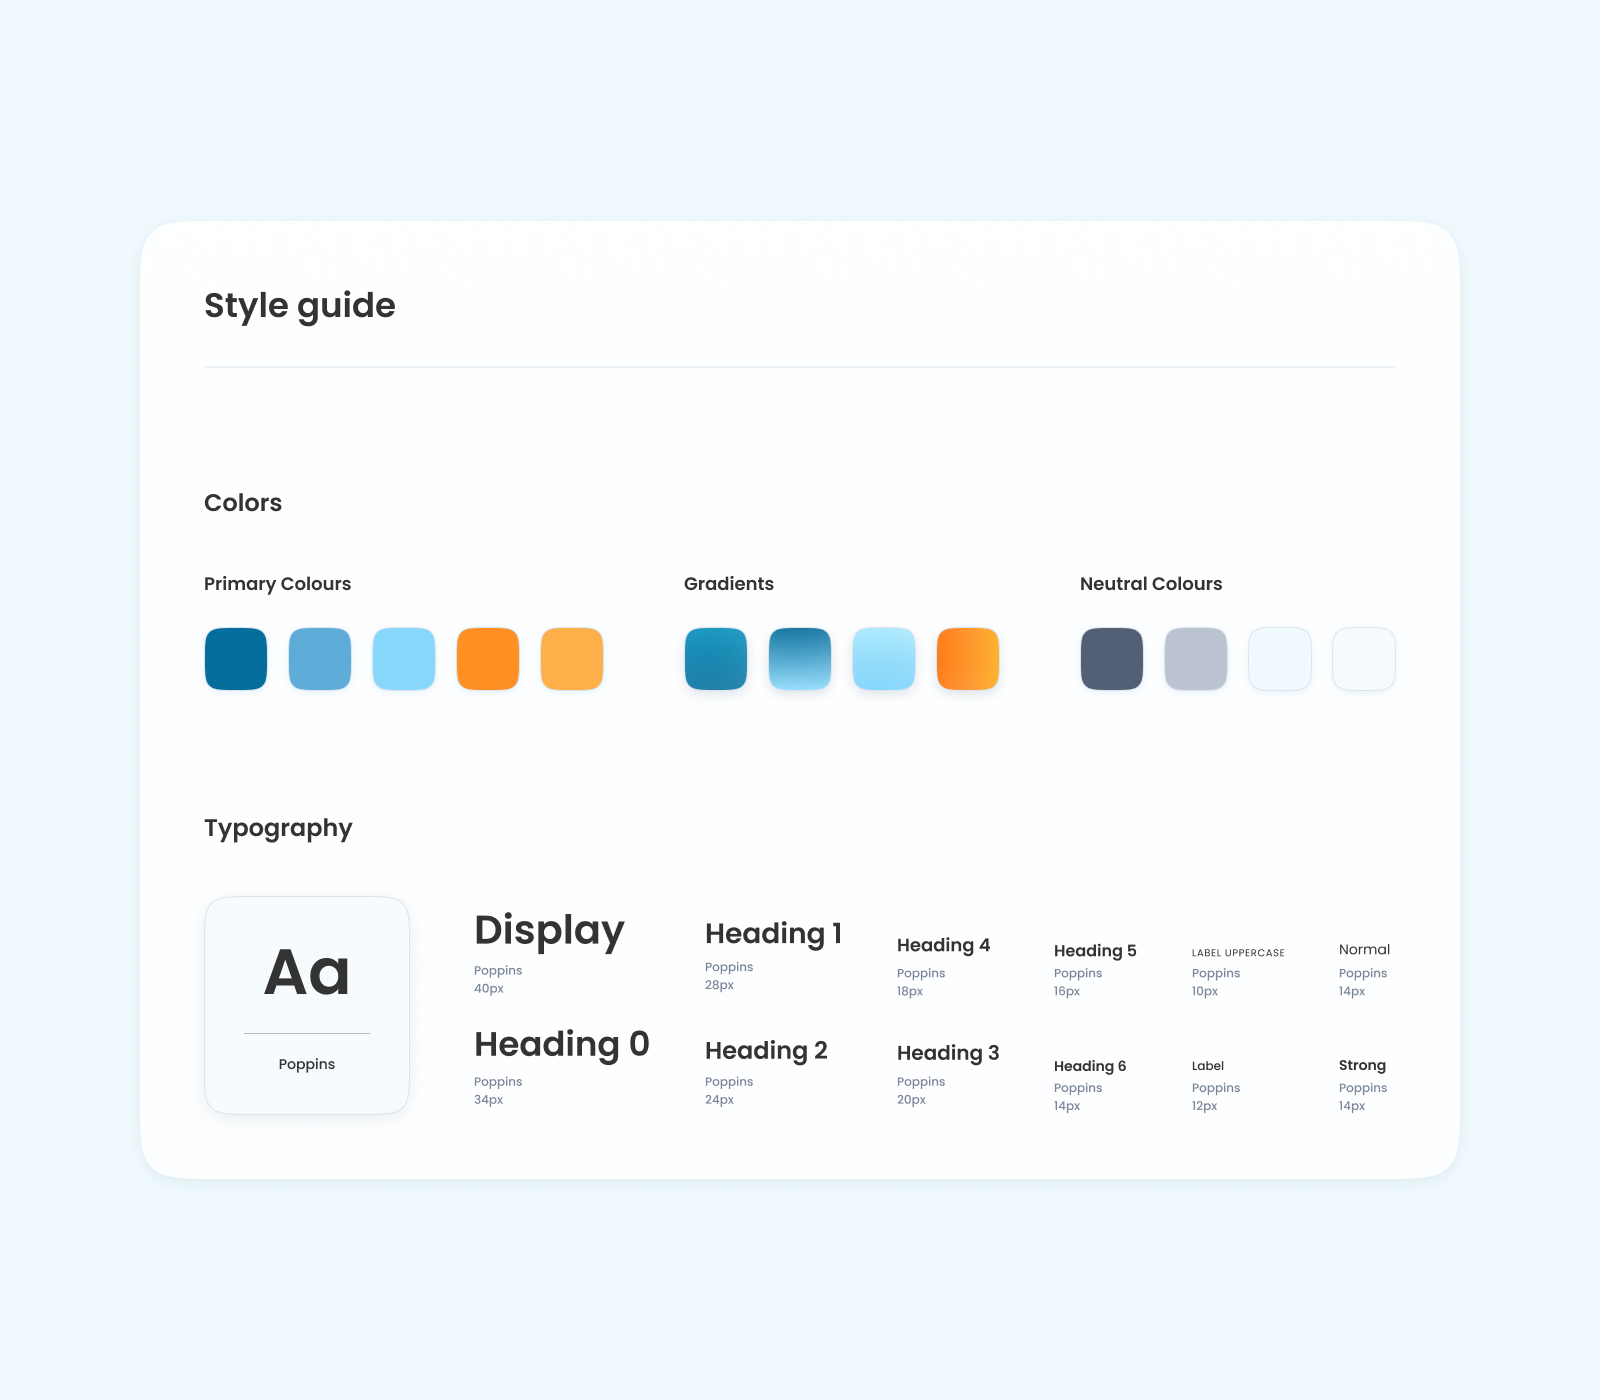 Style guide
Colors
Primary Colours
Gradients
Neutral Colours
Typography
Aa
Poppins
Display
Poppins
40px
Heading 1
Poppins
28px
Heading 4
Poppins
18px
Heading 5
Poppins
16px
LABEL UPPERCASE
Poppins
10px
Normal
Poppins
14px
Heading 0
Poppins
34px
Heading 2
Poppins
24px
Heading 3
Poppins
20px
Heading 6
Poppins
14px
Label
Poppins
12px
Strong
Poppins
14px